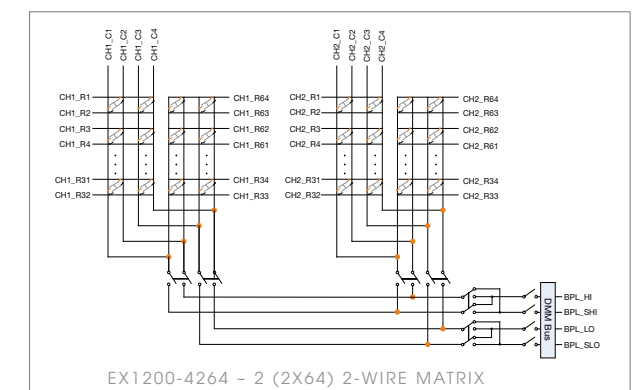 CH1_C1
CH1_C2
CH1_C3
CH1_C4
CH2_C1
CH2_C2
CH2_C3
CH2_C4
CH1_R1 CH1_R64 CH2_R1 CH2_R64
CH1_R2 CH1_R63 CH2_R2 CH2_R63
CH1_R3 CH1_R62 CH2_R3 CH2_R62
CH1_R4 CH1_R61 CH2_R4 CH2_R61
CH1_R31 CH1_R34 CH2_R31 CH2_R34
CH1_R32 CH1_R33 CH2_R32 CH2_R33
DMM Bus
BPL_HI
BPL_SHI
BPL_LO
BPL_SLO
EX1200-4264 – 2 (2X64) 2-WIRE MATRIX